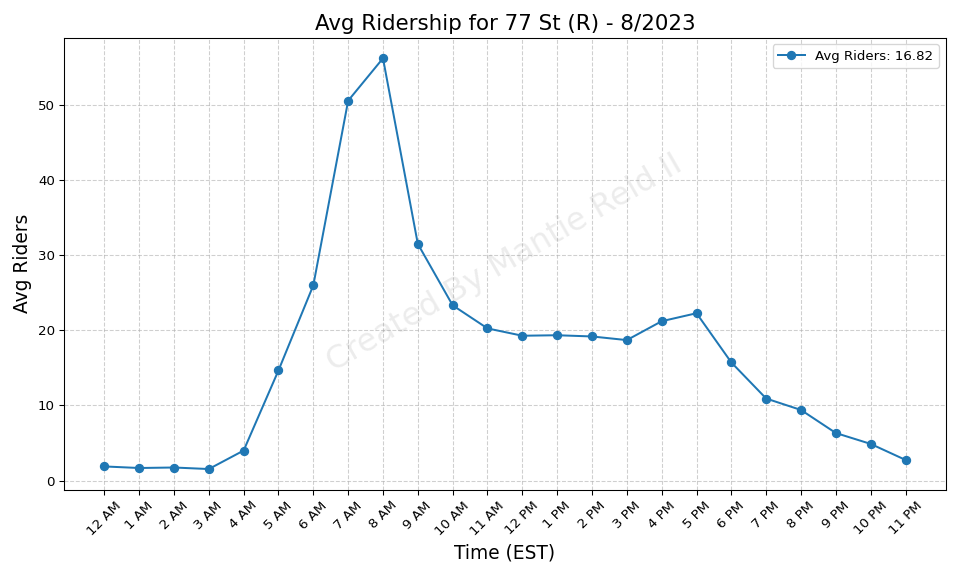 Avg Ridership for 77 St (R) - 8/2023
Avg Riders: 16.82
Avg Riders
50
40
30
20
10
0
Created By Mantie Reid II
12 AM
1 AM
2 AM
3 AM
4 AM
5 AM
6 AM
7 AM
8 AM
9 AM
10 AM
11 AM
12 PM
1 PM
2 PM
3 PM
4 PM
5 PM
6 PM
7 PM
8 PM
9 PM
10 PM
11 PM
Time (EST)